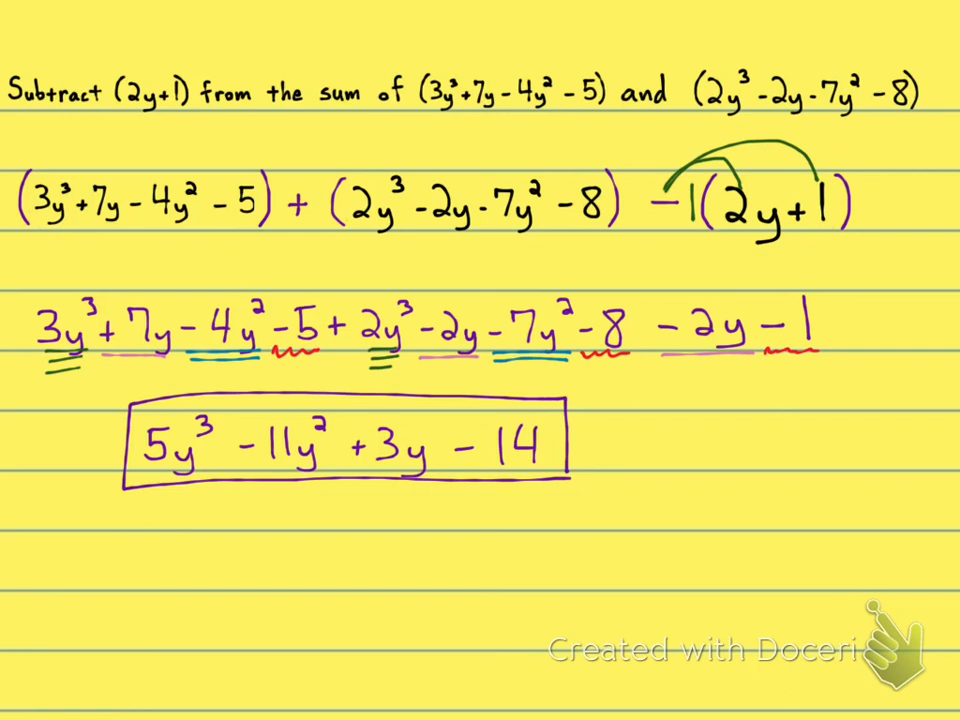 Subtract (2y+1) from the sum of (3y³+7y-4y²-5) and (2y³-2y-7y²-8)
(3y³+7y-4y²-5)+(2y³-2y-7y²-8) -1(2y+1)
3y³+7y-4y²-5+2y³-2y-7y²-8 -2y-1
5y³-11y²+3y-14
Created with Doceri